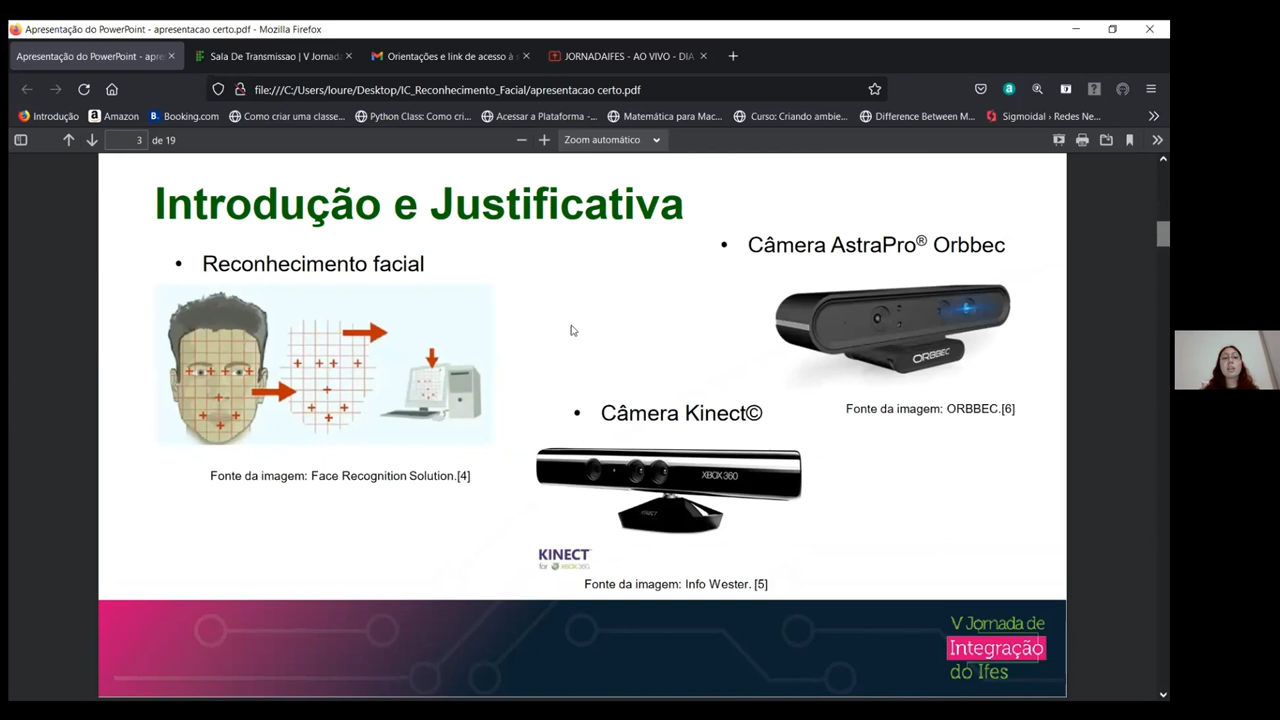 Apresentação do PowerPoint - apresentacao certo.pdf - Mozilla Firefox
Apresentação do PowerPoint - apre
Sala De Transmissao | V Jornada
Orientações e link de acesso à s
JORNADAIFES - AO VIVO - DIA
file:///C:/Users/loure/Desktop/IC_Reconhecimento_Facial/apresentacao certo.pdf
Introdução
Amazon
Booking.com
Como criar uma classe...
Python Class: Como cri...
Acessar a Plataforma -...
Matemática para Mac...
Curso: Criando ambie...
Difference Between M...
Sigmoidal › Redes Ne...
3 de 19
Zoom automático
Introdução e Justificativa
• Reconhecimento facial
• Câmera AstraPro® Orbbec
ORBBEC
Fonte da imagem: ORBBEC.[6]
• Câmera Kinect©
XBOX360
KINECT
Fonte da imagem: Face Recognition Solution.[4]
KINECT
for XBOX360.
Fonte da imagem: Info Wester. [5]
V Jornada de
Integração
do Ifes